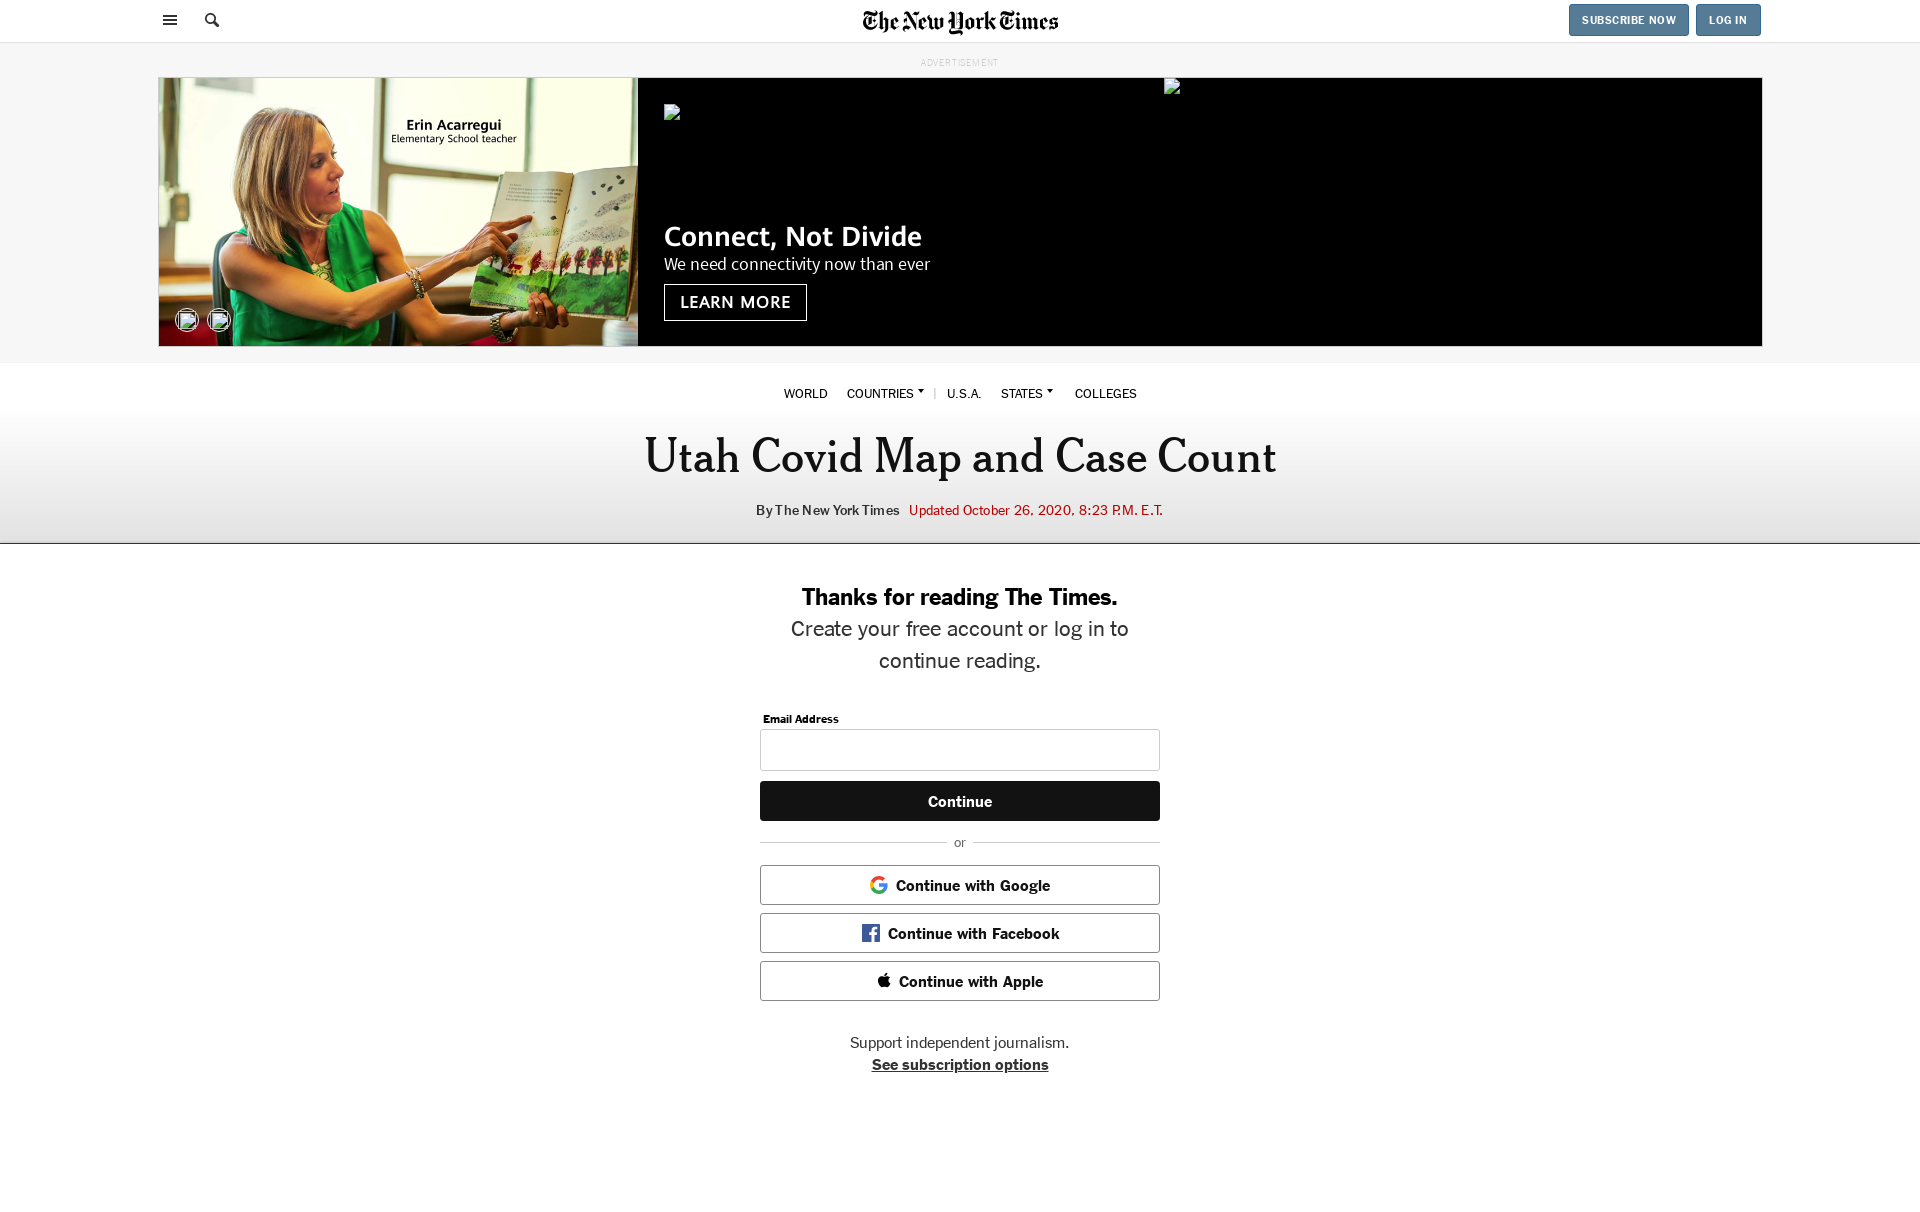 The New York Times
SUBSCRIBE NOW
LOG IN
ADVERTISEMENT
Erin Acarregui
Elementary School teacher
Connect, Not Divide
We need connectivity now than ever
LEARN MORE
WORLD COUNTRIES | U.S.A. STATES COLLEGES
Utah Covid Map and Case Count
By The New York Times Updated October 26, 2020, 8:23 P.M. E.T.
Thanks for reading The Times.
Create your free account or log in to
continue reading.
Email Address
Continue
or
Continue with Google
Continue with Facebook
Continue with Apple
Support independent journalism.
See subscription options